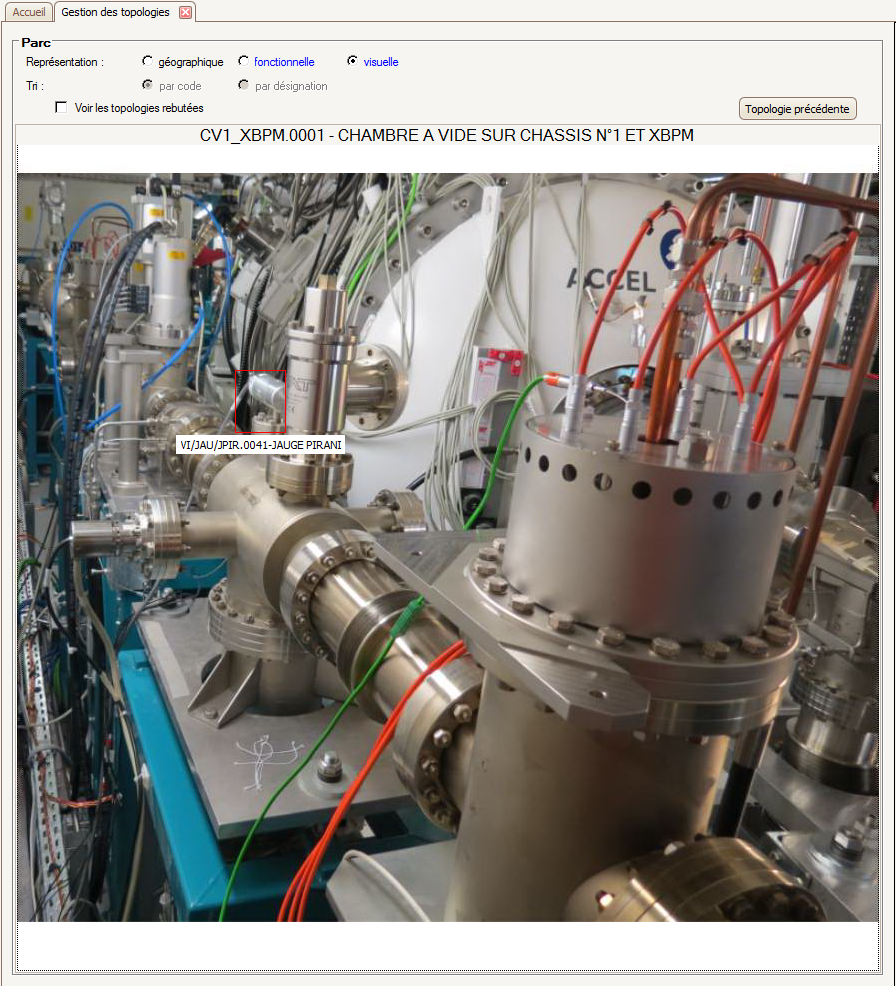 Accueil
Gestion des topologies
Parc
Représentation :
géographique
fonctionnelle
visuelle
Tri :
par code
par désignation
Voir les topologies rebutées
Topologie précédente
CV1_XBPM.0001 - CHAMBRE A VIDE SUR CHASSIS N°1 ET XBPM
ACCEL
VI/JAU/JPIR.0041-JAUGE PIRANI